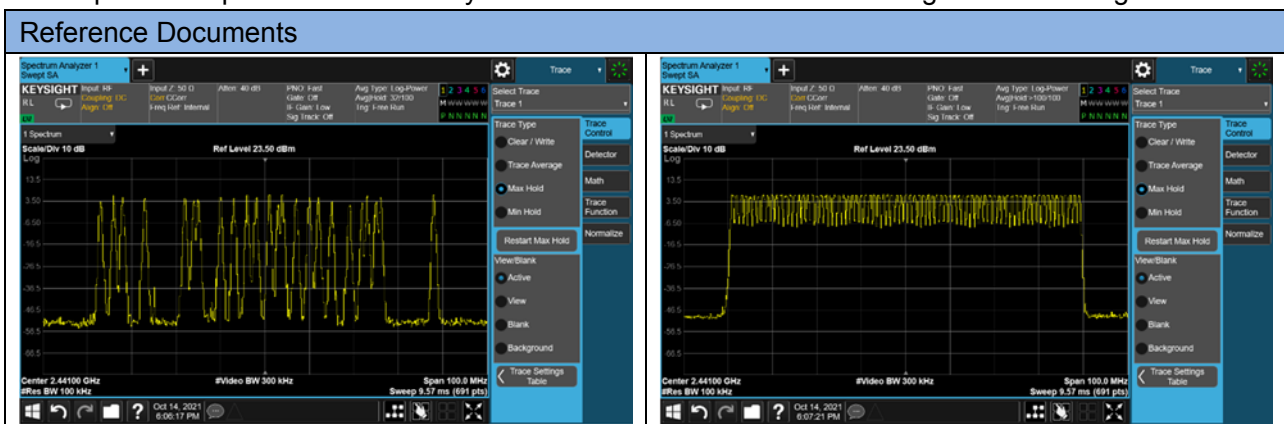 Reference Documents
Spectrum Analyzer 1
Swept SA
+
Trace
KEYSIGHT
Input: RF
Input Z: 50 Ω
Atten: 40 dB
PNO: Fast
Avg Type: Log-Power
1 2 3 4 5 6
Select Trace
RL
Coupling: DC
Corr CCorr
Gate: Off
Avg|Hold: 32/100
M W W W W W
Trace 1
Align: Off
Freq Ref: Internal
IF Gain: Low
Trig: Free Run
Sig Track: Off
P N N N N N
1 Spectrum
Trace Type
Trace Control
Scale/Div 10 dB
Ref Level 23.50 dBm
Clear / Write
Log
Trace Average
Detector
13.5
Max Hold
Math
3.50
Min Hold
Trace Function
-6.50
-16.5
Restart Max Hold
Normalize
View/Blank
-26.5
Active
-36.5
View
-46.5
Blank
-56.5
Background
-66.5
Trace Settings Table
Center 2.44100 GHz
#Video BW 300 kHz
Span 100.0 MHz
#Res BW 100 kHz
Sweep 9.57 ms (691 pts)
?
Oct 14, 2021
6:06:17 PM
Spectrum Analyzer 1
Swept SA
+
Trace
KEYSIGHT
Input: RF
Input Z: 50 Ω
Atten: 40 dB
PNO: Fast
Avg Type: Log-Power
1 2 3 4 5 6
Select Trace
RL
Coupling: DC
Corr CCorr
Gate: Off
Avg|Hold: >100/100
M W W W W W
Trace 1
Align: Off
Freq Ref: Internal
IF Gain: Low
Trig: Free Run
Sig Track: Off
P N N N N N
1 Spectrum
Trace Type
Trace Control
Scale/Div 10 dB
Ref Level 23.50 dBm
Clear / Write
Log
Trace Average
Detector
13.5
Max Hold
Math
3.50
Min Hold
Trace Function
-6.50
-16.5
Restart Max Hold
Normalize
View/Blank
-26.5
Active
-36.5
View
-46.5
Blank
-56.5
Background
-66.5
Trace Settings Table
Center 2.44100 GHz
#Video BW 300 kHz
Span 100.0 MHz
#Res BW 100 kHz
Sweep 9.57 ms (691 pts)
?
Oct 14, 2021
6:07:21 PM